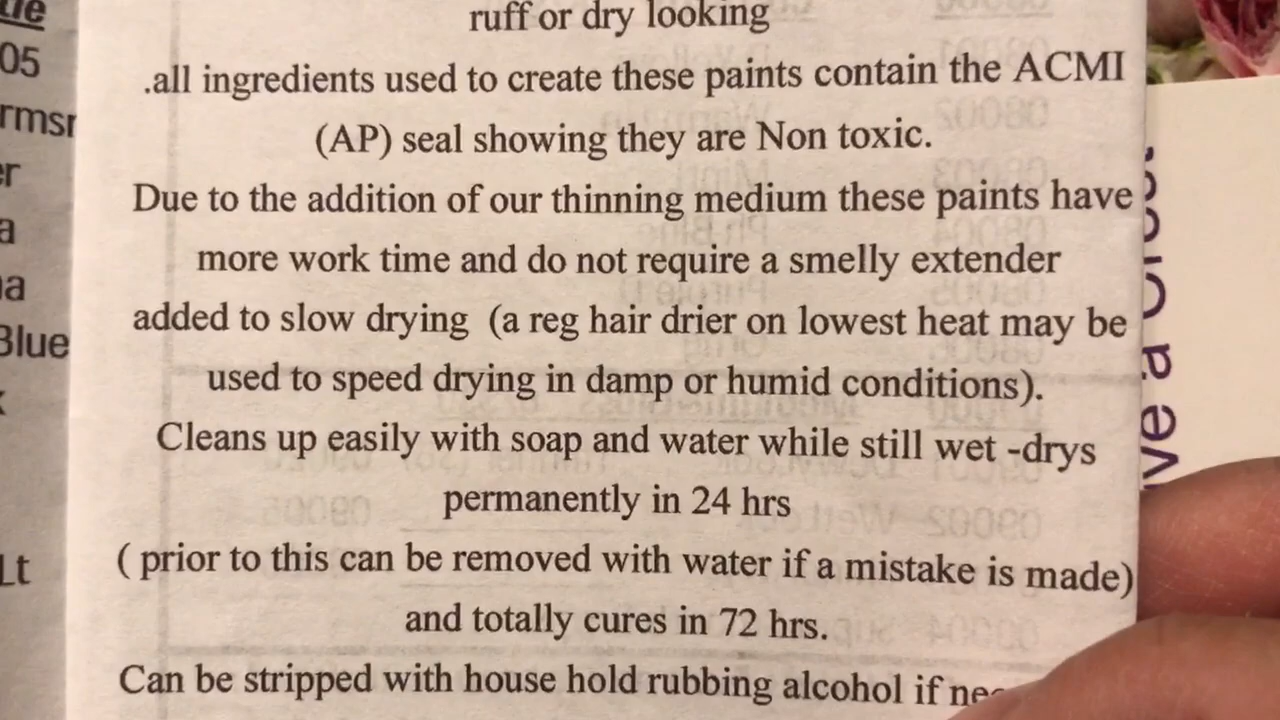 ruff or dry looking
.all ingredients used to create these paints contain the ACMI
(AP) seal showing they are Non toxic.
Due to the addition of our thinning medium these paints have
more work time and do not require a smelly extender
added to slow drying (a reg hair drier on lowest heat may be
used to speed drying in damp or humid conditions).
Cleans up easily with soap and water while still wet -drys
permanently in 24 hrs
( prior to this can be removed with water if a mistake is made)
and totally cures in 72 hrs.
Can be stripped with house hold rubbing alcohol if
05
Blue
Lt
a